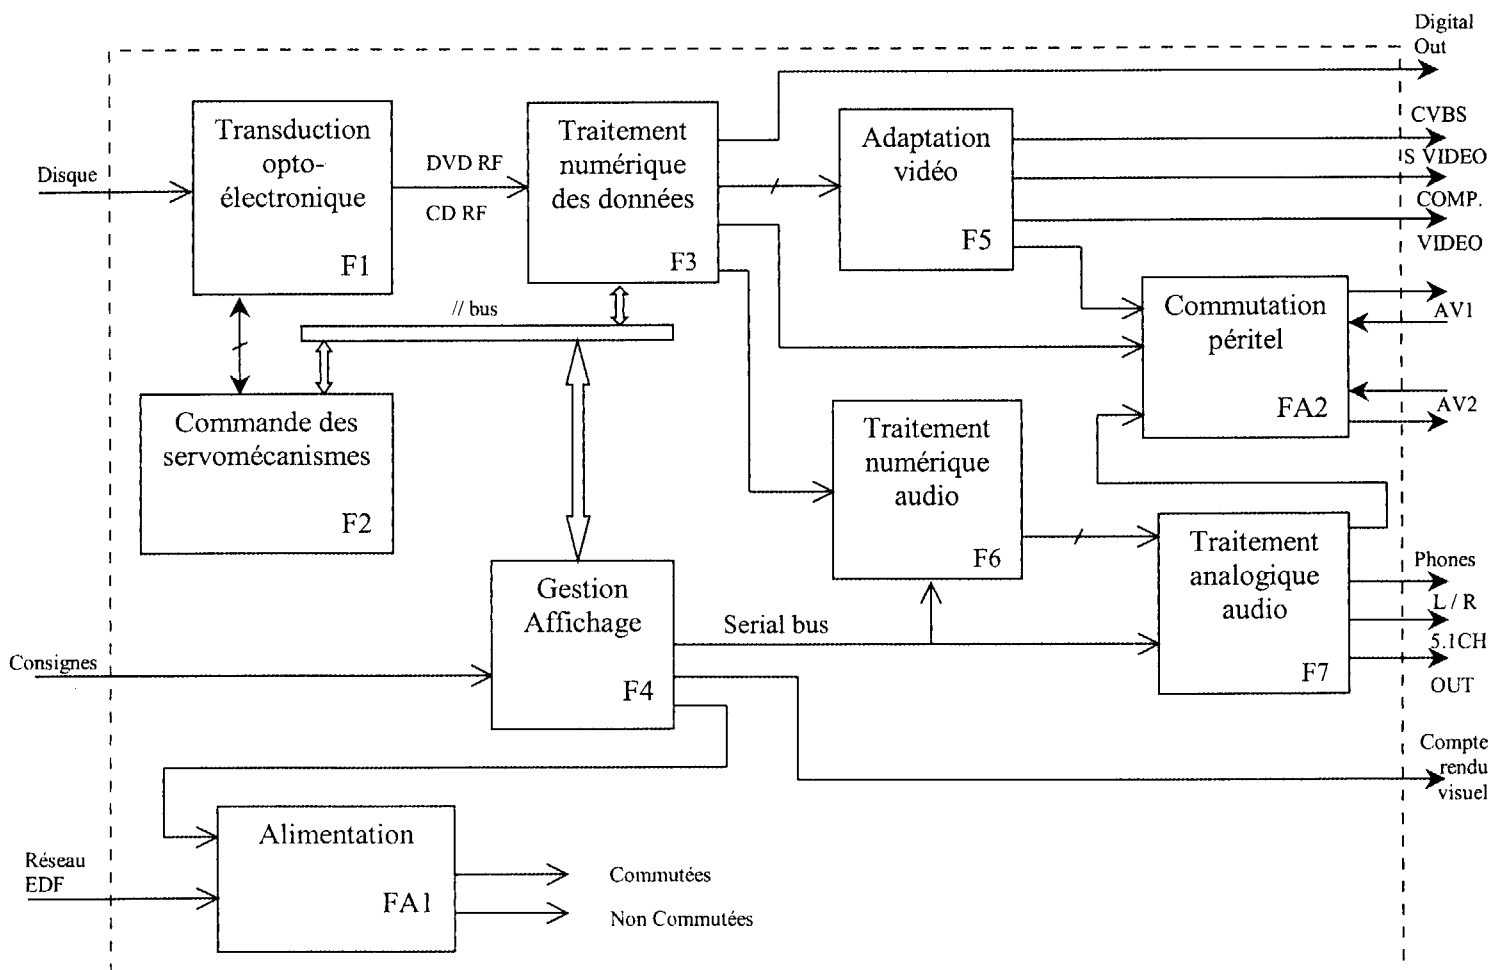 Digital
Out
Transduction
opto-
électronique
F1
Disque
DVD RF
CD RF
Traitement
numérique
des données
F3
Adaptation
vidéo
F5
CVBS
S VIDEO
COMP.
VIDEO
// bus
Commutation
péritel
FA2
AV1
AV2
Commande des
servomécanismes
F2
Traitement
numérique
audio
F6
Gestion
Affichage
F4
Serial bus
Consignes
Traitement
analogique
audio
F7
Phones
L / R
5.1CH
OUT
Compte
rendu
visuel
Alimentation
FA1
Réseau
EDF
Commutées
Non Commutées